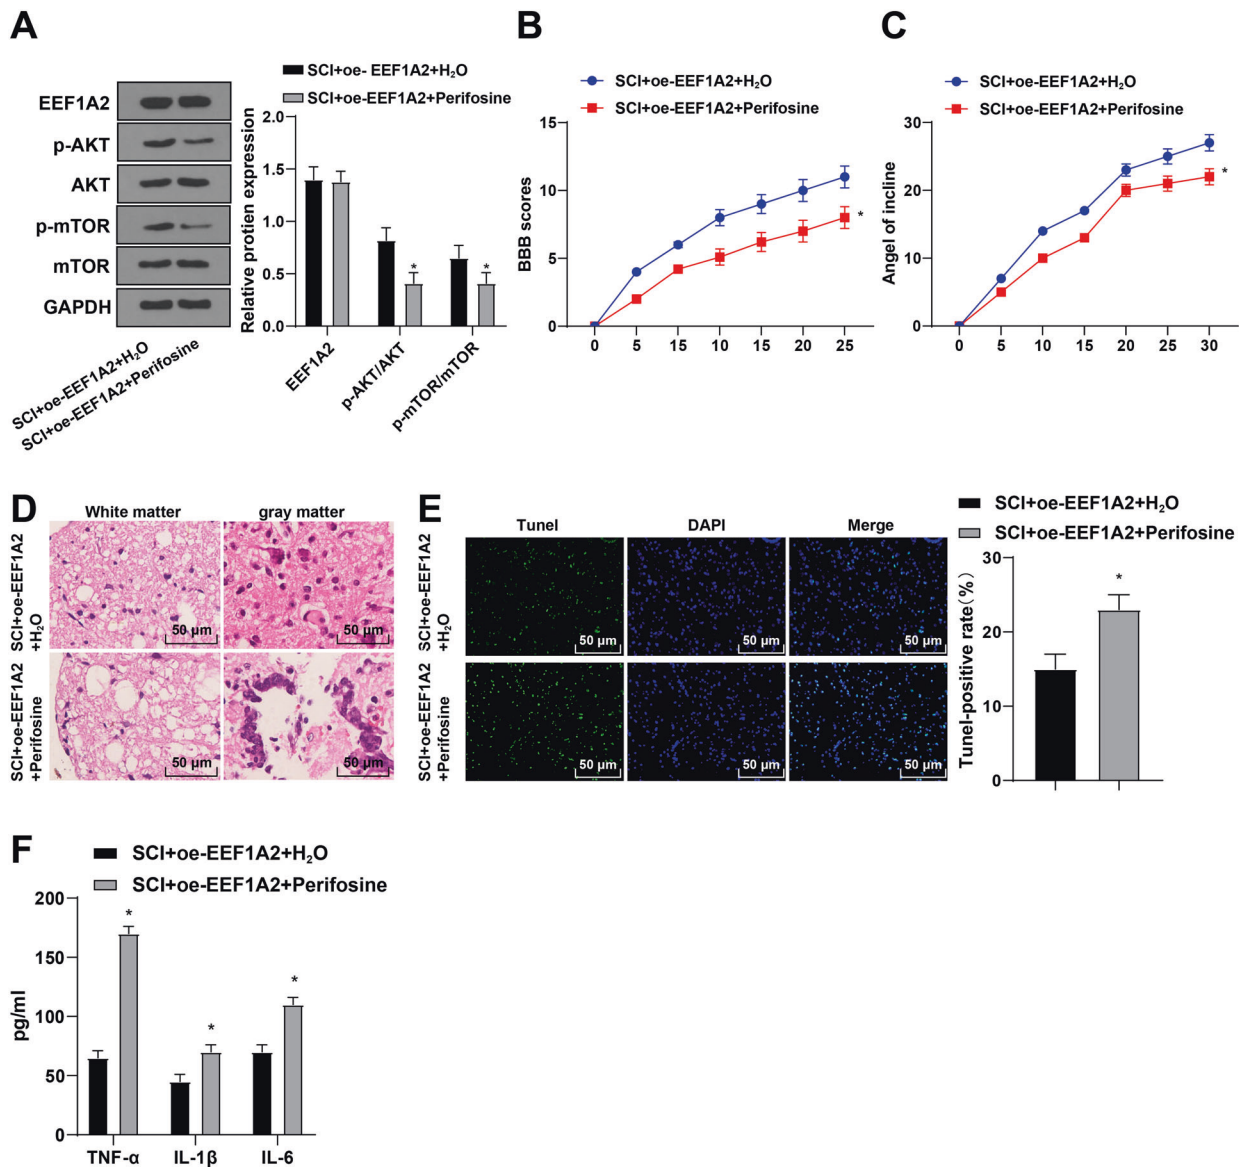 A
EEF1A2
p-AKT
AKT
p-mTOR
mTOR
GAPDH
SCI+oe-EEF1A2+H₂O
SCI+oe-EEF1A2+Perifosine
SCI+oe- EEF1A2+H₂O
SCI+oe-EEF1A2+Perifosine
Relative protien expression
2.0
1.5
1.0
0.5
0.0
* *
EEF1A2
p-AKT/AKT
p-mTOR/mTOR
B
SCI+oe-EEF1A2+H₂O
SCI+oe-EEF1A2+Perifosine
BBB scores
15
10
5
0
*
0 5 15 10 15 20 25
C
SCI+oe-EEF1A2+H₂O
SCI+oe-EEF1A2+Perifosine
Angel of incline
30
20
10
0
*
0 5 10 15 20 25 30
D
White matter gray matter
SCI+oe-EEF1A2
+H₂O
50 μm 50 μm
SCI+oe-EEF1A2
+Perifosine
50 μm 50 μm
E
Tunel DAPI Merge
SCI+oe-EEF1A2
+H₂O
50 μm 50 μm 50 μm
SCI+oe-EEF1A2
+Perifosine
50 μm 50 μm 50 μm
SCI+oe-EEF1A2+H₂O
SCI+oe-EEF1A2+Perifosine
Tunel-positive rate(%)
30
20
10
0
*
F
SCI+oe-EEF1A2+H₂O
SCI+oe-EEF1A2+Perifosine
pg/ml
200
150
100
50
0
* * *
TNF-α IL-1β IL-6